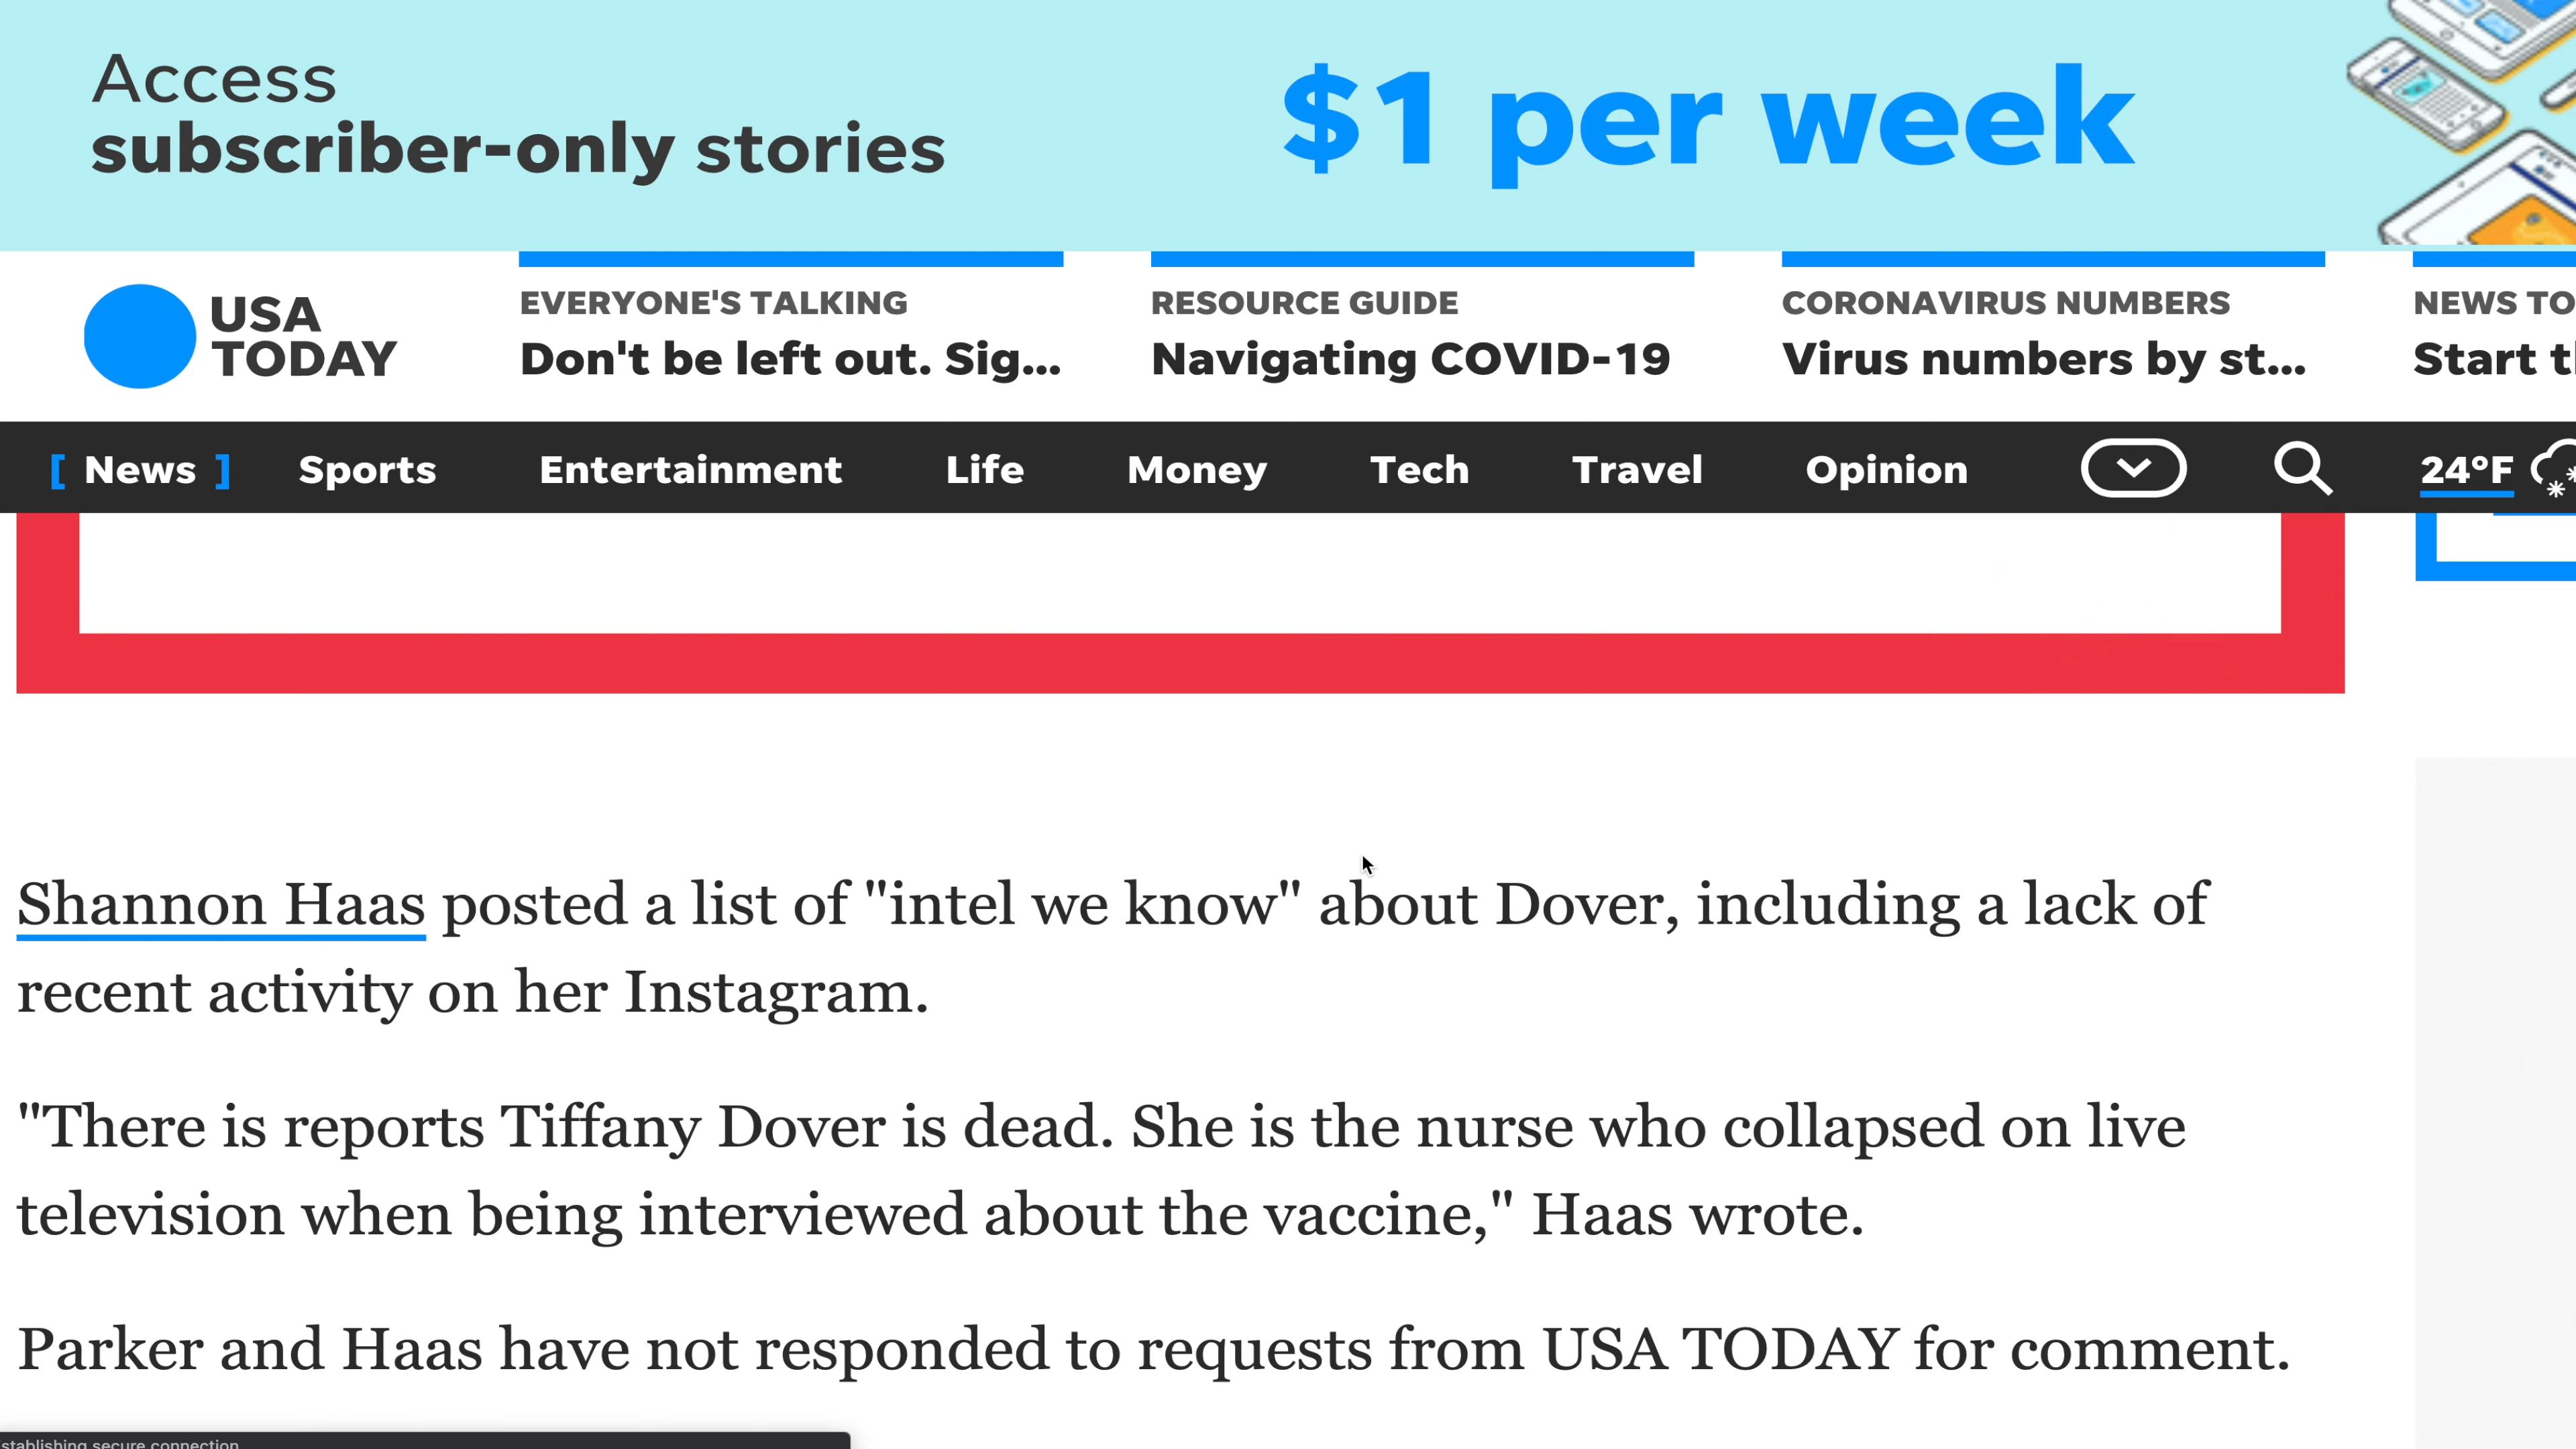 Access
subscriber-only stories
$1 per week
USA
TODAY
EVERYONE'S TALKING
Don't be left out. Sig...
RESOURCE GUIDE
Navigating COVID-19
CORONAVIRUS NUMBERS
Virus numbers by st...
NEWS TO
Start t
[ News ] Sports Entertainment Life Money Tech Travel Opinion 24°F
Shannon Haas posted a list of "intel we know" about Dover, including a lack of
recent activity on her Instagram.
"There is reports Tiffany Dover is dead. She is the nurse who collapsed on live
television when being interviewed about the vaccine," Haas wrote.
Parker and Haas have not responded to requests from USA TODAY for comment.
stablishing secure connection